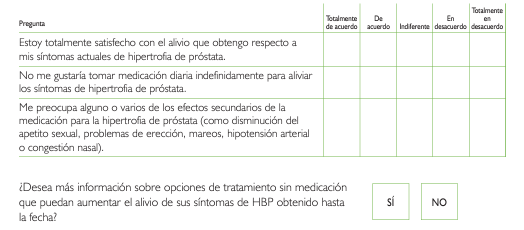 Pregunta
Totalmente
de acuerdo
De
acuerdo
Indiferente
En
desacuerdo
Totalmente
en
desacuerdo
Estoy totalmente satisfecho con el alivio que obtengo respecto a
mis síntomas actuales de hipertrofia de próstata.
No me gustaría tomar medicación diaria indefinidamente para aliviar
los síntomas de hipertrofia de próstata.
Me preocupa alguno o varios de los efectos secundarios de la
medicación para la hipertrofia de próstata (como disminución del
apetito sexual, problemas de erección, mareos, hipotensión arterial
o congestión nasal).
¿Desea más información sobre opciones de tratamiento sin medicación
que puedan aumentar el alivio de sus síntomas de HBP obtenido hasta
la fecha?
SÍ
NO